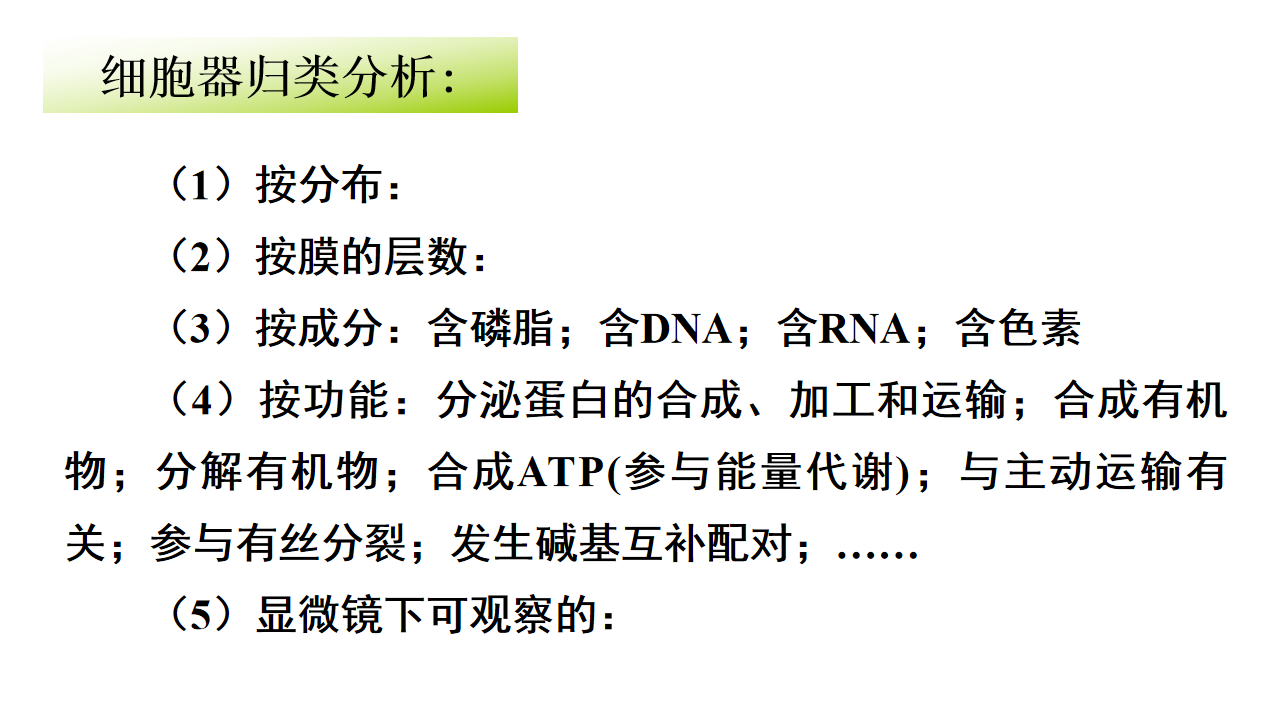 细胞器归类分析：
（1）按分布：
（2）按膜的层数：
（3）按成分：含磷脂；含DNA；含RNA；含色素
（4）按功能：分泌蛋白的合成、加工和运输；合成有机
物；分解有机物；合成ATP(参与能量代谢)；与主动运输有
关；参与有丝分裂；发生碱基互补配对；……
（5）显微镜下可观察的：